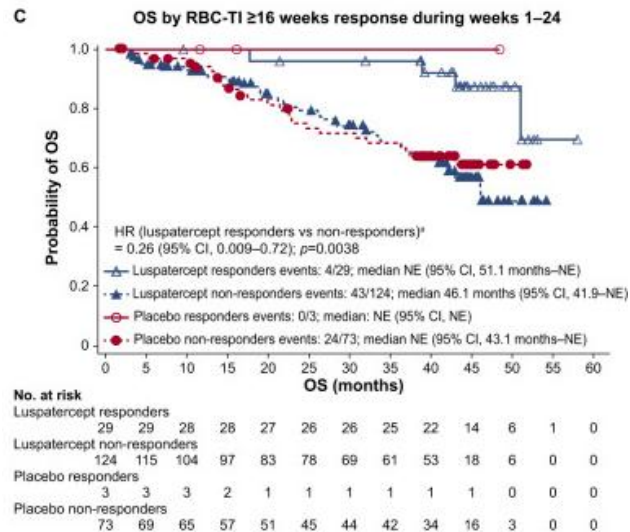 C
OS by RBC-TI ≥16 weeks response during weeks 1–24
Probability of OS
1.0
0.8
0.6
0.4
0.2
0
HR (luspatercept responders vs non-responders)ᵃ
= 0.26 (95% CI, 0.009–0.72); p=0.0038
Luspatercept responders events: 4/29; median NE (95% CI, 51.1 months–NE)
Luspatercept non-responders events: 43/124; median 46.1 months (95% CI, 41.9–NE)
Placebo responders events: 0/3; median: NE (95% CI, NE)
Placebo non-responders events: 24/73; median NE (95% CI, 43.1 months–NE)
0 5 10 15 20 25 30 35 40 45 50 55 60
OS (months)
No. at risk
Luspatercept responders
29 29 28 28 27 26 26 25 22 14 6 1 0
Luspatercept non-responders
124 115 104 97 83 78 69 61 53 18 6 0 0
Placebo responders
3 3 3 2 1 1 1 1 1 1 0 0 0
Placebo non-responders
73 69 65 57 51 45 44 42 34 16 3 0 0